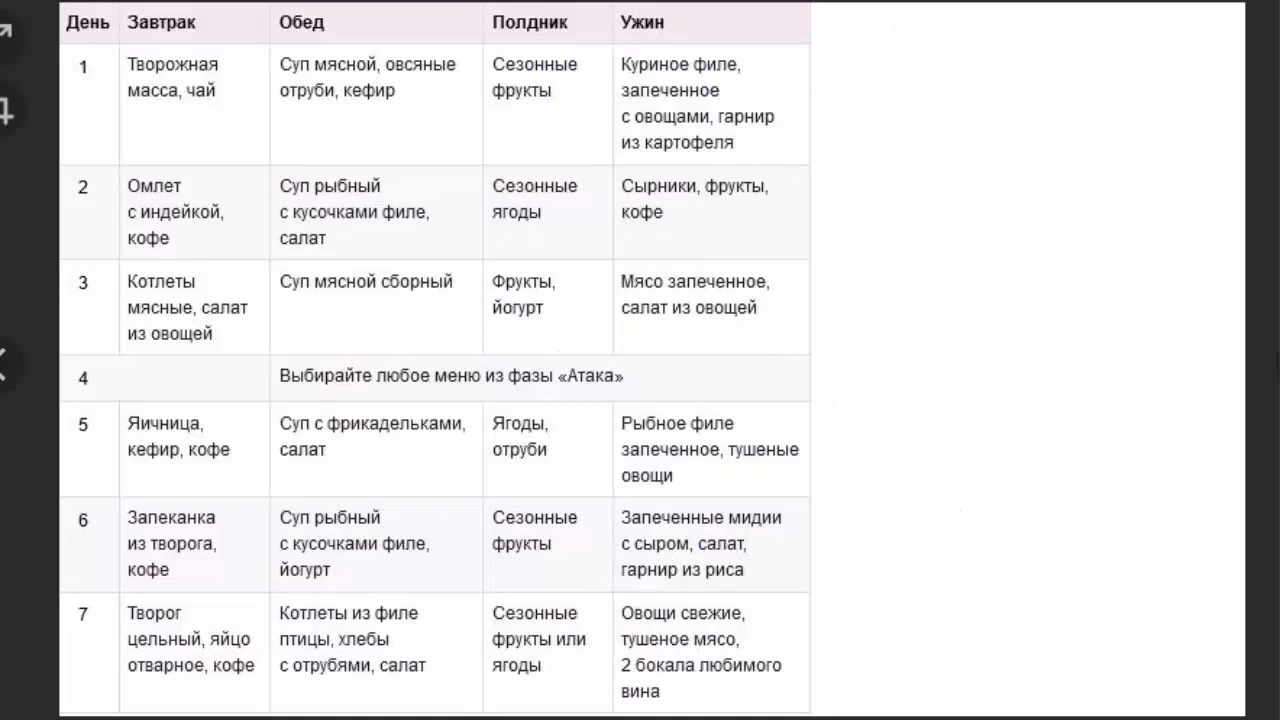 День Завтрак Обед Полдник Ужин
1 Творожная Суп мясной, овсяные Сезонные Куриное филе,
масса, чай отруби, кефир фрукты запеченное
с овощами, гарнир
из картофеля
2 Омлет Суп рыбный Сезонные Сырники, фрукты,
с индейкой, с кусочками филе, ягоды кофе
кофе салат
3 Котлеты Суп мясной сборный Фрукты, Мясо запеченное,
мясные, салат йогурт салат из овощей
из овощей
4 Выбирайте любое меню из фазы «Атака»
5 Яичница, Суп с фрикадельками, Ягоды, Рыбное филе
кефир, кофе салат отруби запеченное, тушеные
овощи
6 Запеканка Суп рыбный Сезонные Запеченные мидии
из творога, с кусочками филе, фрукты с сыром, салат,
кофе йогурт гарнир из риса
7 Творог Котлеты из филе Сезонные Овощи свежие,
цельный, яйцо птицы, хлебы фрукты или тушеное мясо,
отварное, кофе с отрубями, салат ягоды 2 бокала любимого
вина